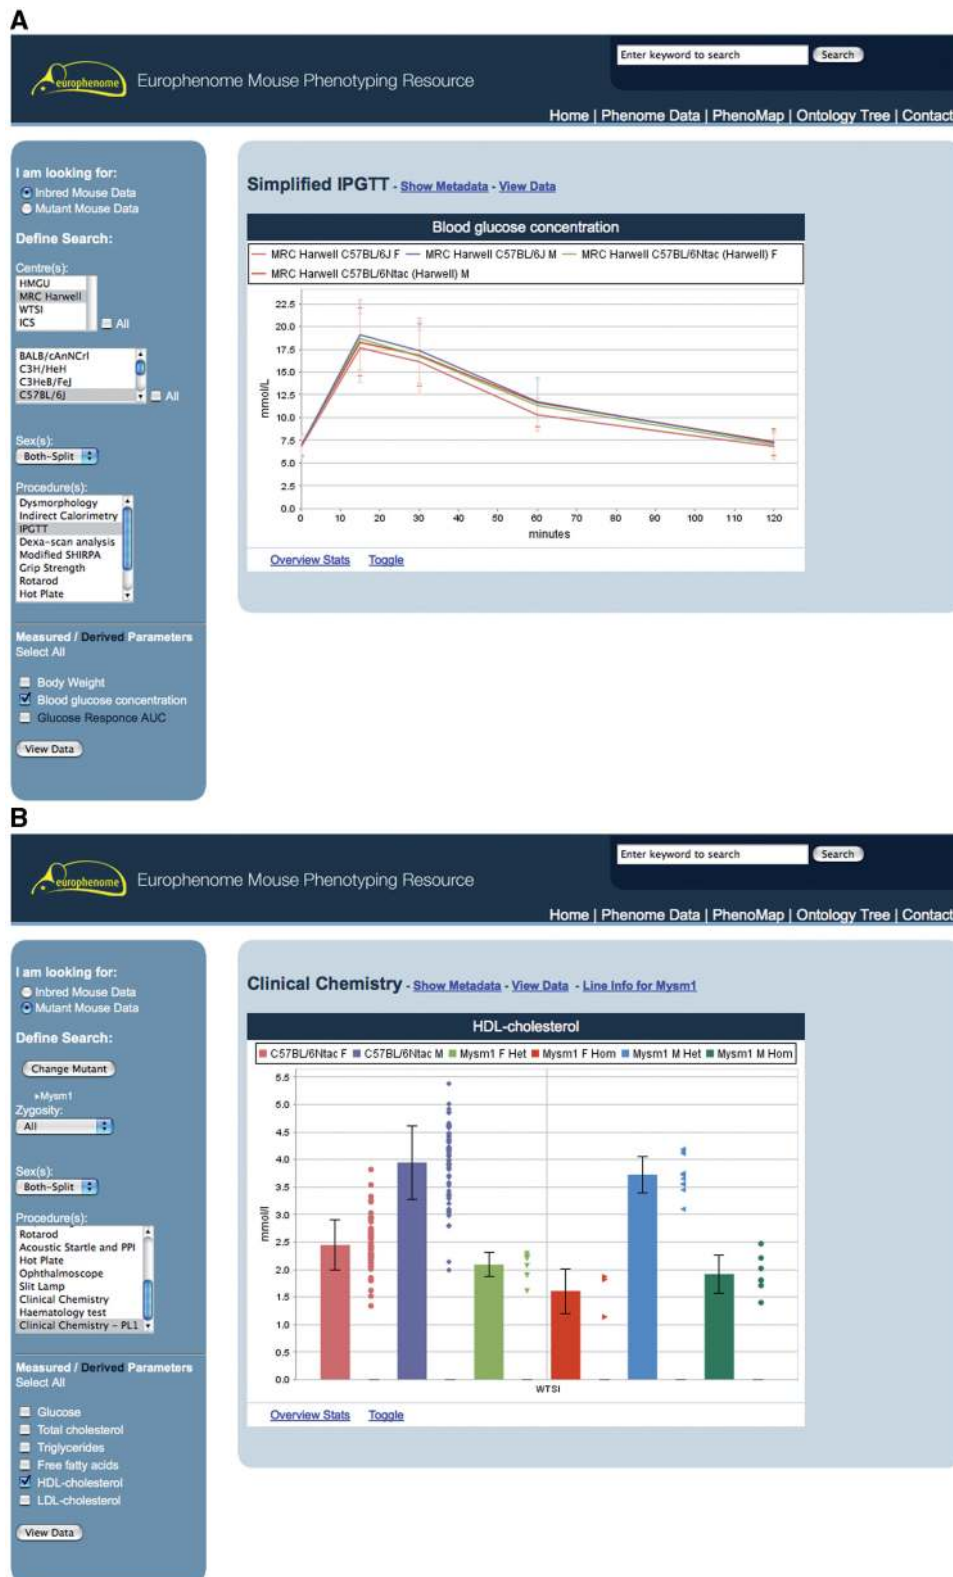 A
europhenome
Europhenome Mouse Phenotyping Resource
Enter keyword to search
Search
Home | Phenome Data | PhenoMap | Ontology Tree | Contact
I am looking for:
Inbred Mouse Data
Mutant Mouse Data
Define Search:
Centre(s):
HMGU
MRC Harwell
WTSI
ICS
All
BALB/cAnNCrl
C3H/HeH
C3HeB/FeJ
C57BL/6J
All
Sex(s):
Both-Split
Procedure(s):
Dysmorphology
Indirect Calorimetry
IPGTT
Dexa-scan analysis
Modified SHIRPA
Grip Strength
Rotarod
Hot Plate
Measured / Derived Parameters
Select All
Body Weight
Blood glucose concentration
Glucose Responce AUC
View Data
Simplified IPGTT - Show Metadata - View Data
Blood glucose concentration
MRC Harwell C57BL/6J F MRC Harwell C57BL/6J M MRC Harwell C57BL/6Ntac (Harwell) F
MRC Harwell C57BL/6Ntac (Harwell) M
22.5
20.0
17.5
15.0
12.5
10.0
7.5
5.0
2.5
0.0
mmol/L
0 10 20 30 40 50 60 70 80 90 100 110 120
minutes
Overview Stats Toggle
B
europhenome
Europhenome Mouse Phenotyping Resource
Enter keyword to search
Search
Home | Phenome Data | PhenoMap | Ontology Tree | Contact
I am looking for:
Inbred Mouse Data
Mutant Mouse Data
Define Search:
Change Mutant
Mysm1
Zygosity:
All
Sex(s):
Both-Split
Procedure(s):
Rotarod
Acoustic Startle and PPI
Hot Plate
Ophthalmoscope
Slit Lamp
Clinical Chemistry
Haematology test
Clinical Chemistry - PL1
Measured / Derived Parameters
Select All
Glucose
Total cholesterol
Triglycerides
Free fatty acids
HDL-cholesterol
LDL-cholesterol
View Data
Clinical Chemistry - Show Metadata - View Data - Line Info for Mysm1
HDL-cholesterol
C57BL/6Ntac F C57BL/6Ntac M Mysm1 F Het Mysm1 F Hom Mysm1 M Het Mysm1 M Hom
5.5
5.0
4.5
4.0
3.5
3.0
2.5
2.0
1.5
1.0
0.5
0.0
mmol/l
WTSI
Overview Stats Toggle